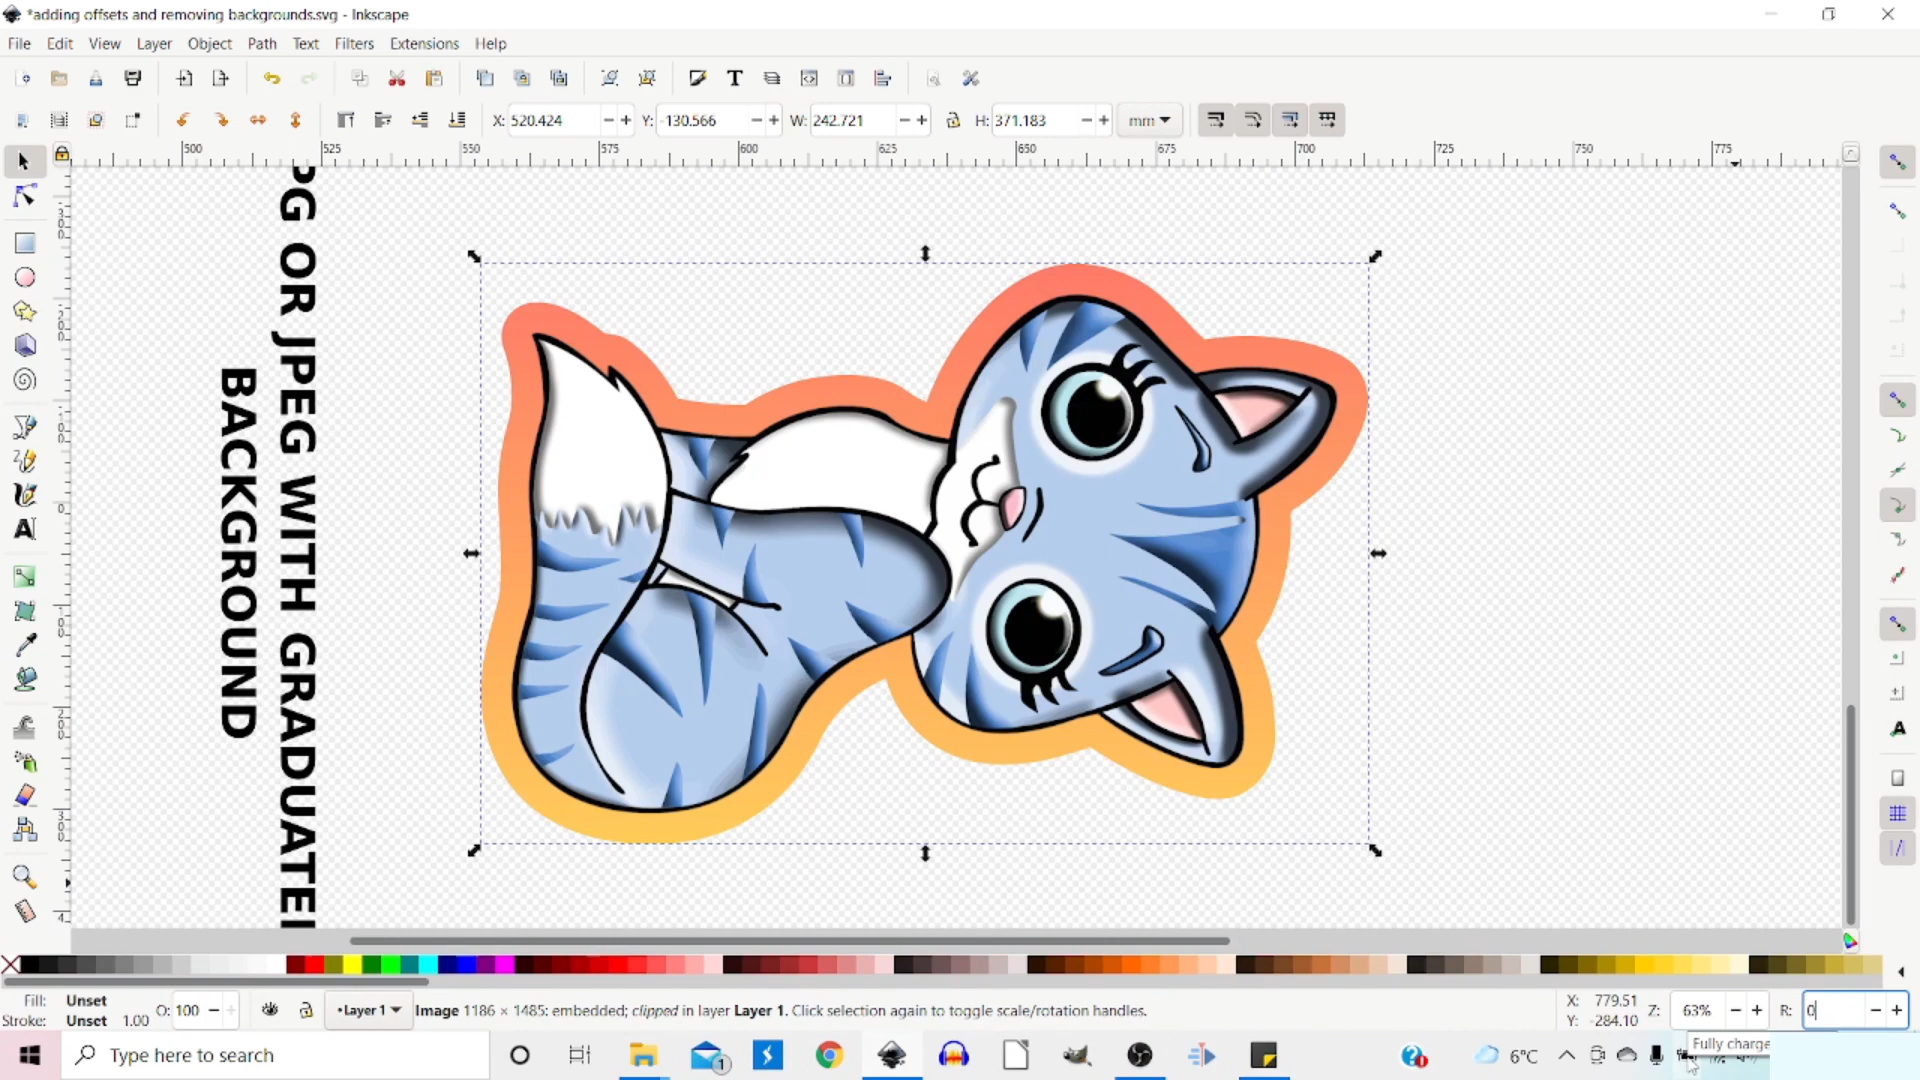 *adding offsets and removing backgrounds.svg - Inkscape
File Edit View Layer Object Path Text Filters Extensions Help
X: 520.424 Y: -130.566 W: 242.721 H: 371.183 mm
500 525 550 575 600 625 650 675 700 725 750 775
PG OR JPEG WITH GRADUATED
BACKGROUND
Fill: Unset O: 100 Layer 1 Image 1186 × 1485: embedded; clipped in layer Layer 1. Click selection again to toggle scale/rotation handles. X: 779.51 Z: 63% R: 0
Stroke: Unset 1.00 Y: -284.10
Fully charge
Type here to search 1 6°C